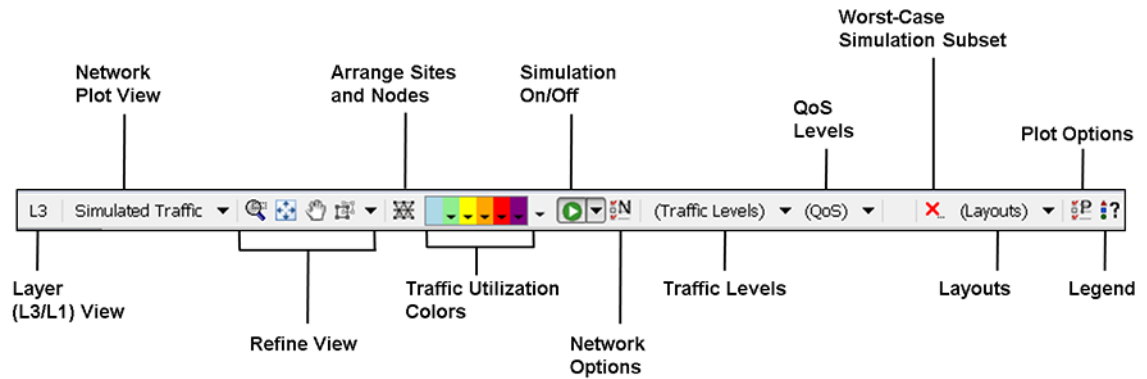 Worst-Case
Simulation Subset
Network
Plot View
Arrange Sites
and Nodes
Simulation
On/Off
QoS
Levels
Plot Options
L3 Simulated Traffic N (Traffic Levels) (QoS) (Layouts) P ?
Layer
(L3/L1) View
Traffic Utilization
Colors
Traffic Levels
Layouts
Legend
Refine View
Network
Options